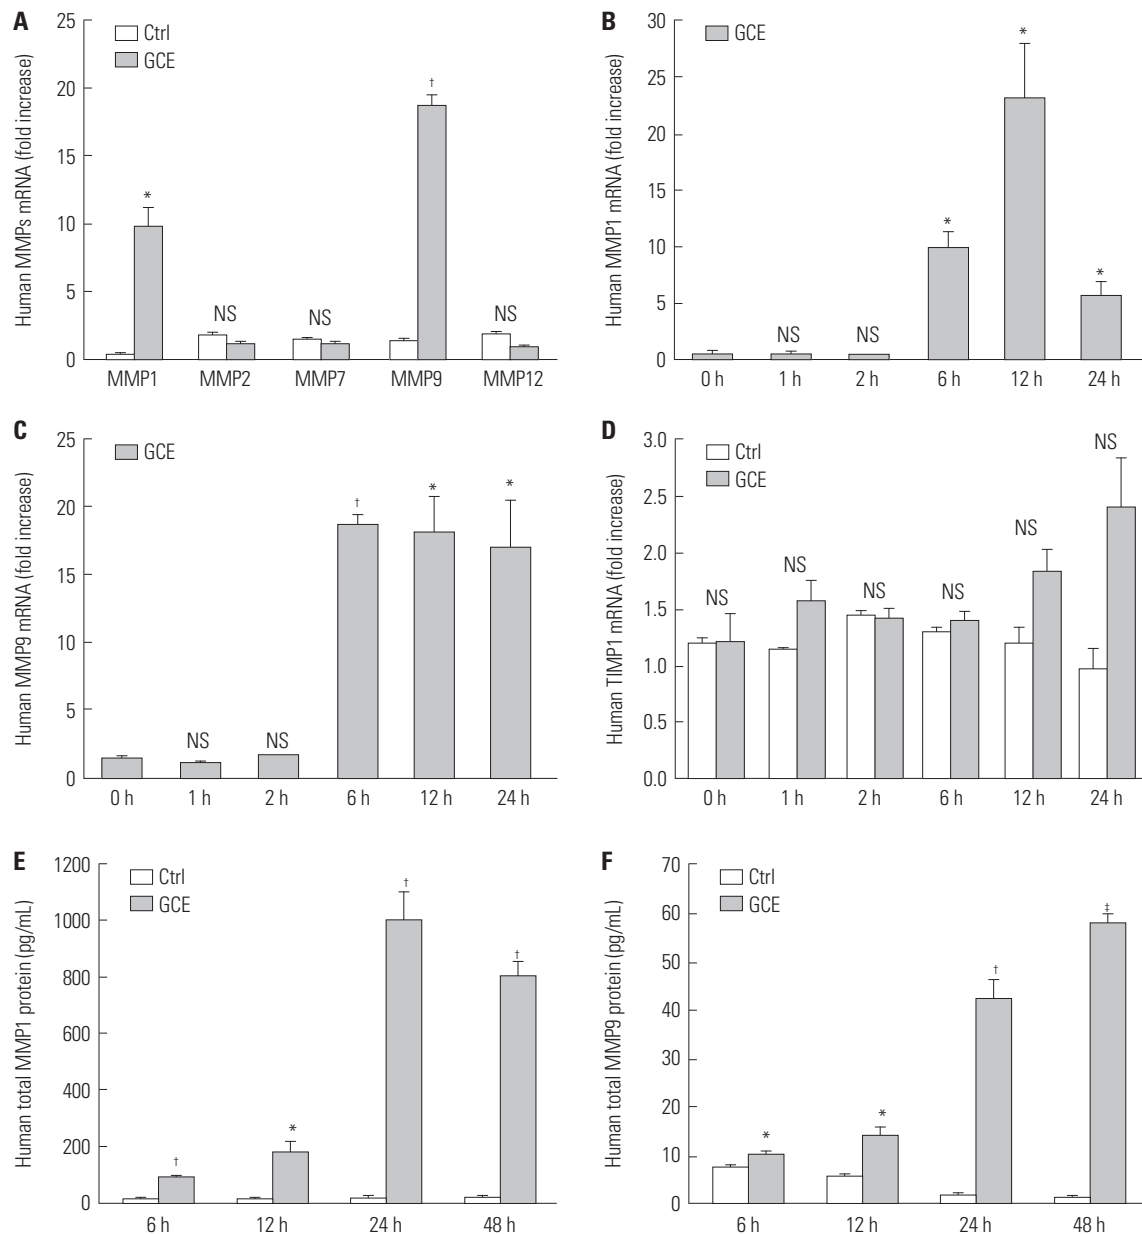 A
Human MMPs mRNA (fold increase)
25
20
15
10
5
0
Ctrl
GCE
*
NS
NS
†
NS
MMP1 MMP2 MMP7 MMP9 MMP12
B
Human MMP1 mRNA (fold increase)
30
25
20
15
10
5
0
GCE
NS
NS
*
*
*
0 h 1 h 2 h 6 h 12 h 24 h
C
Human MMP9 mRNA (fold increase)
25
20
15
10
5
0
GCE
NS
NS
†
*
*
0 h 1 h 2 h 6 h 12 h 24 h
D
Human TIMP1 mRNA (fold increase)
3.0
2.5
2.0
1.5
1.0
0.5
0.0
Ctrl
GCE
NS
NS
NS
NS
NS
NS
0 h 1 h 2 h 6 h 12 h 24 h
E
Human total MMP1 protein (pg/mL)
1200
1000
800
600
400
200
0
Ctrl
GCE
†
*
†
†
6 h 12 h 24 h 48 h
F
Human total MMP9 protein (pg/mL)
70
60
50
40
30
20
10
0
Ctrl
GCE
*
*
†
‡
6 h 12 h 24 h 48 h